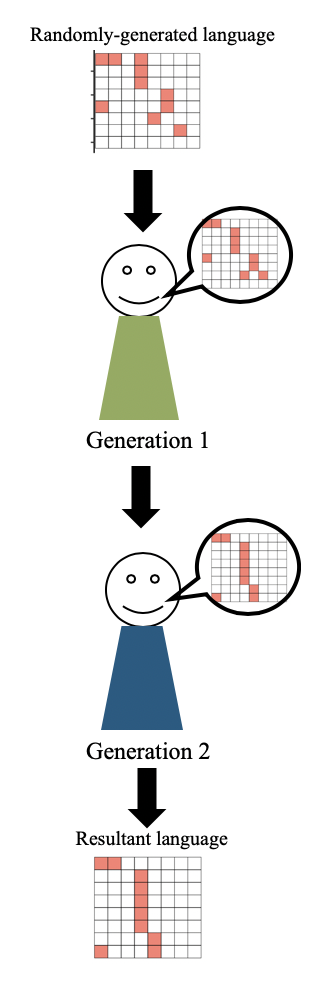 Randomly-generated language
Generation 1
Generation 2
Resultant language